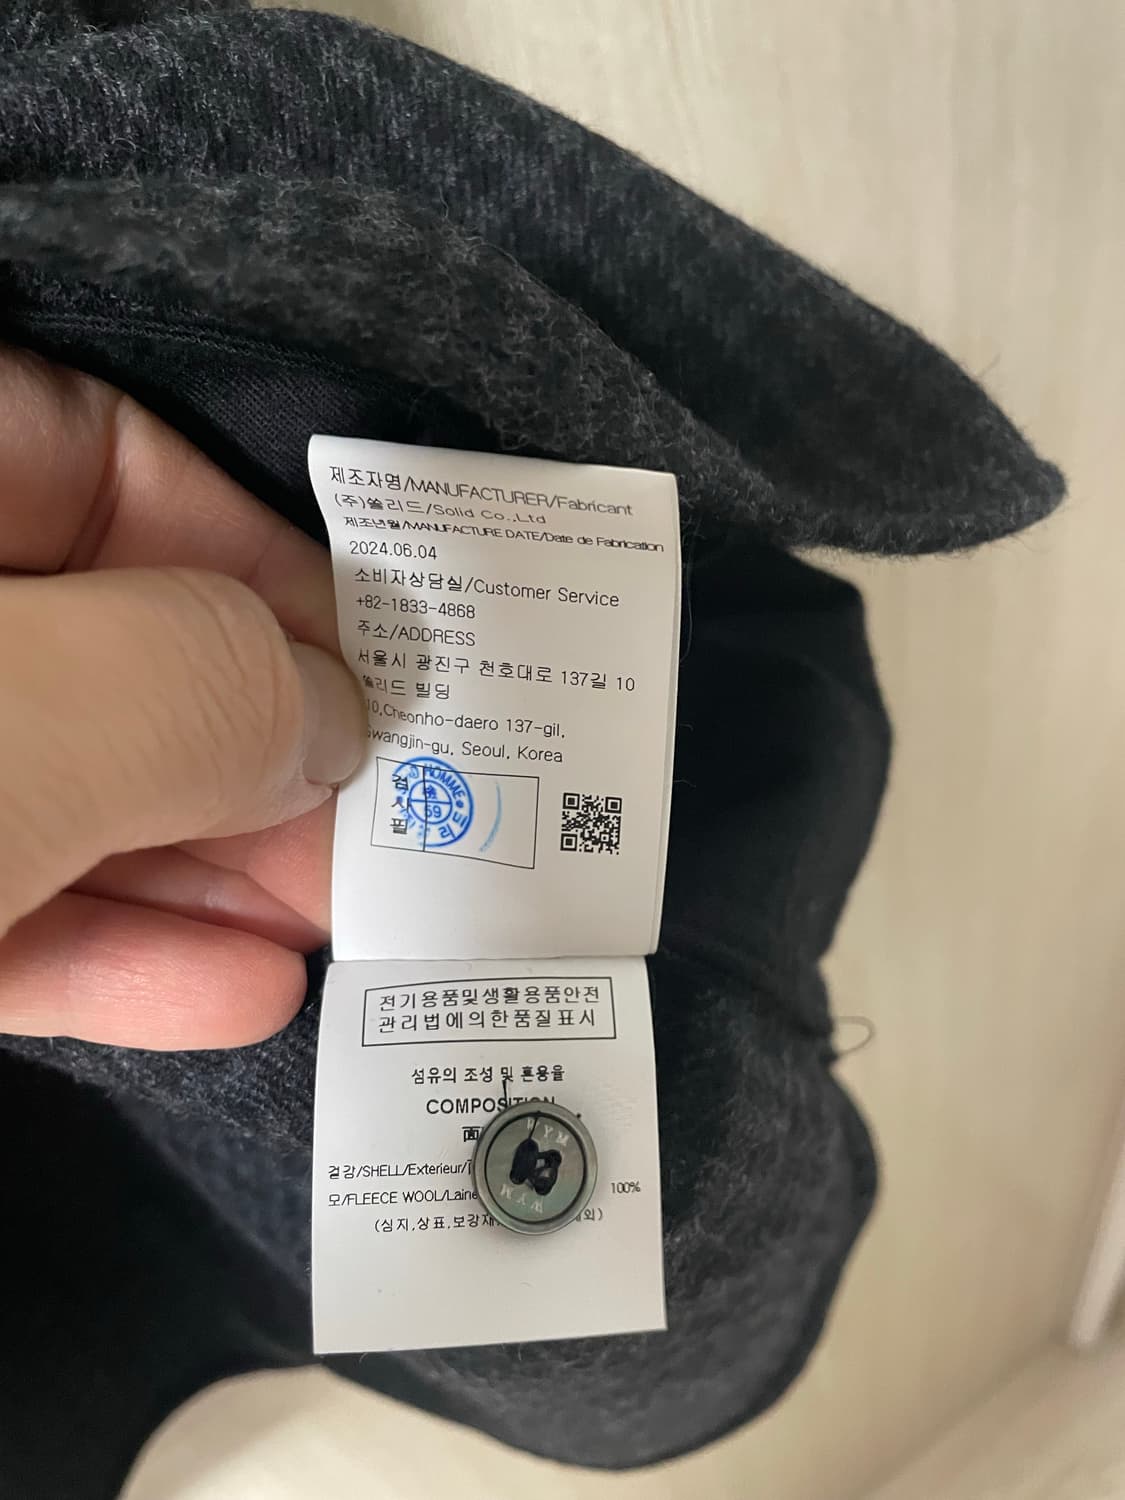 제조자명/MANUFACTURER/Fabricant
(주)쏠리드/Solid Co.,Ltd
제조년월/MANUFACTURE DATE/Date de Fabrication
2024.06.04
소비자상담실/Customer Service
+82-1833-4868
주소/ADDRESS
서울시 광진구 천호대로 137길 10
쏠리드 빌딩
10,Cheonho-daero 137-gil,
Gwangjin-gu, Seoul, Korea
검사필
HOMME
59
전기용품및생활용품안전
관리법에의한품질표시
섬유의 조성 및 혼용율
COMPOSITION
겉감/SHELL/Exterieur/
모/FLEECE WOOL/Laine 100%
(심지,상표,보강재
WYM
WYM